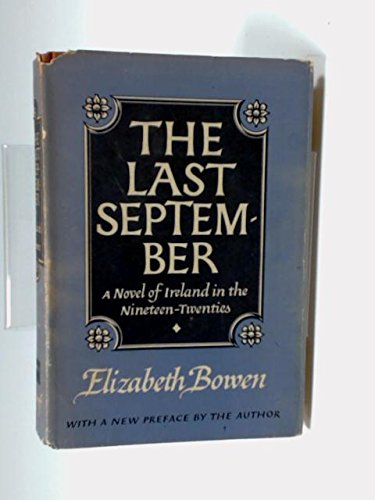 THE
LAST
SEPTEM-
BER
A Novel of Ireland in the
Nineteen-Twenties
Elizabeth Bowen
WITH A NEW PREFACE BY THE AUTHOR